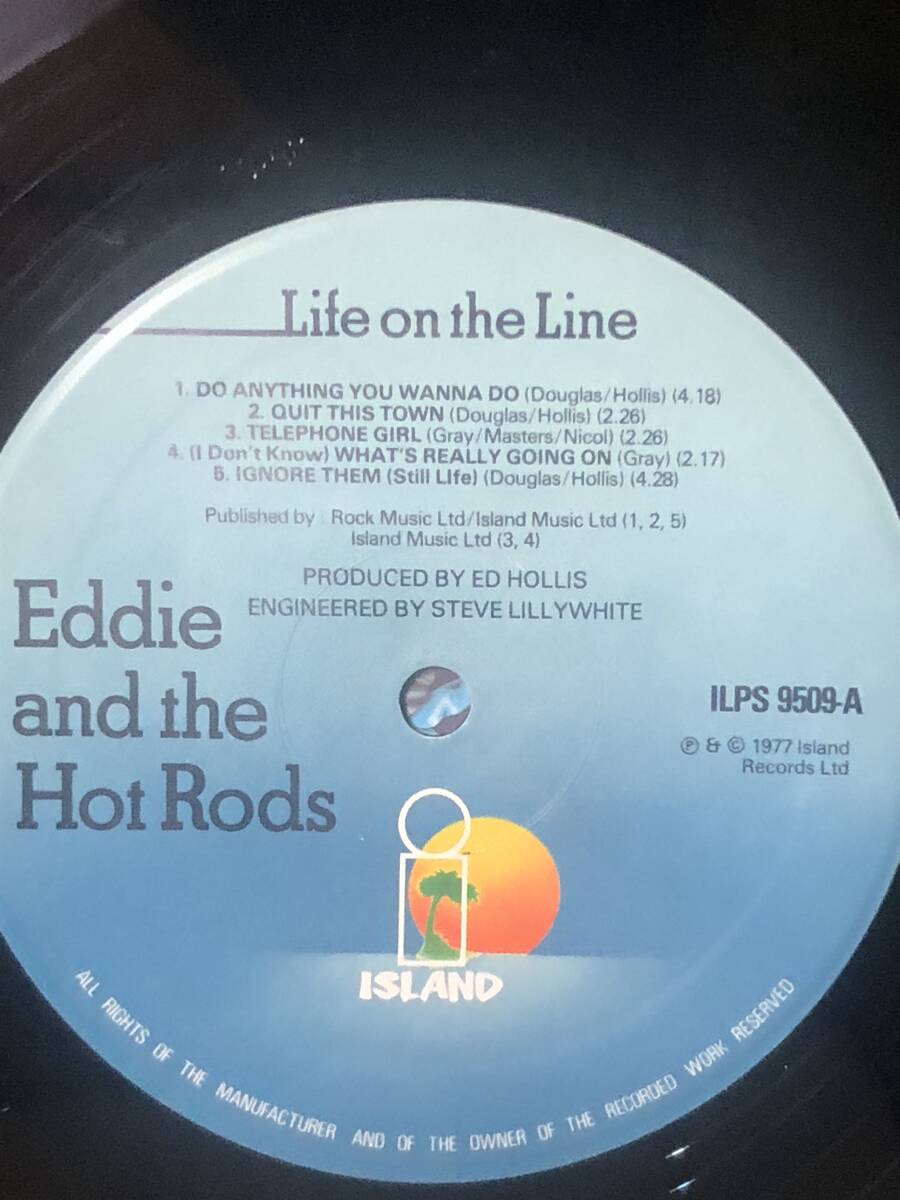 Life on the Line
1. DO ANYTHING YOU WANNA DO (Douglas/Hollis) (4.18)
2. QUIT THIS TOWN (Douglas/Hollis) (2.26)
3. TELEPHONE GIRL (Gray/Masters/Nicol) (2.26)
4. (I Don't Know) WHAT'S REALLY GOING ON (Gray) (2.17)
5. IGNORE THEM (Still Life) (Douglas/Hollis) (4.28)
Published by Rock Music Ltd/Island Music Ltd (1, 2, 5)
Island Music Ltd (3, 4)
PRODUCED BY ED HOLLIS
ENGINEERED BY STEVE LILLYWHITE
Eddie
and the
Hot Rods
ILPS 9509-A
℗ & © 1977 Island
Records Ltd
ISLAND
ALL RIGHTS OF THE MANUFACTURER AND OF THE OWNER OF THE RECORDED WORK RESERVED